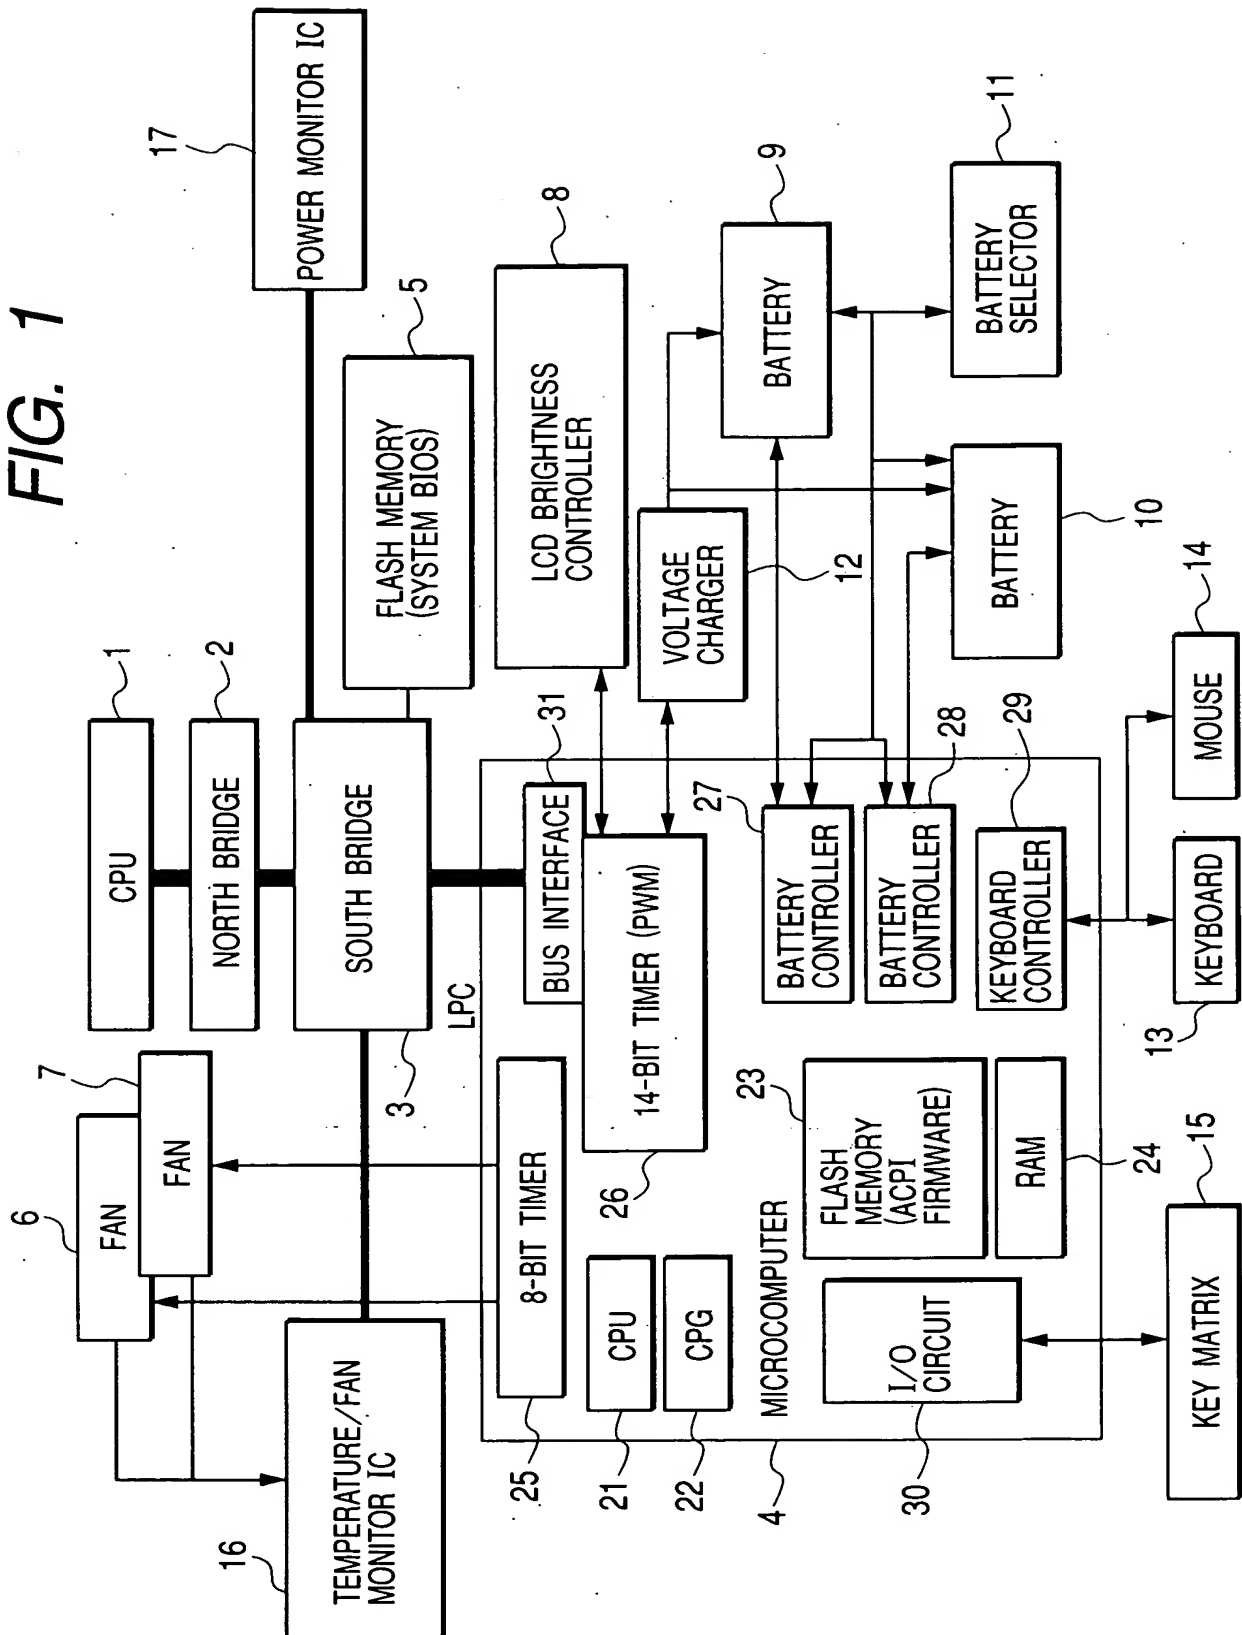 FIG. 1
17
POWER MONITOR IC
1
CPU
2
NORTH BRIDGE
SOUTH BRIDGE
3
5
FLASH MEMORY
(SYSTEM BIOS)
8
LCD BRIGHTNESS
CONTROLLER
6
FAN
7
FAN
16
TEMPERATURE/FAN
MONITOR IC
LPC
31
BUS INTERFACE
14-BIT TIMER (PWM)
26
8-BIT TIMER
25
CPU
21
CPG
22
MICROCOMPUTER
4
VOLTAGE
CHARGER
12
9
BATTERY
11
BATTERY
SELECTOR
BATTERY
10
27
BATTERY
CONTROLLER
28
BATTERY
CONTROLLER
29
KEYBOARD
CONTROLLER
23
FLASH
MEMORY
(ACPI
FIRMWARE)
RAM
24
I/O
CIRCUIT
30
14
MOUSE
KEYBOARD
13
15
KEY MATRIX